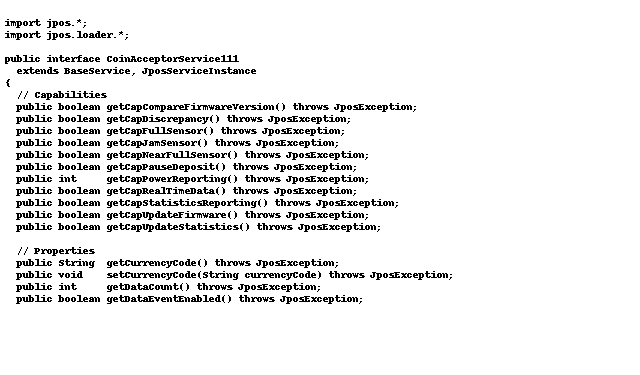 import jpos.*;
import jpos.loader.*;

public interface CoinAcceptorService111
  extends BaseService, JposServiceInstance
{
  // Capabilities
  public boolean getCapCompareFirmwareVersion() throws JposException;
  public boolean getCapDiscrepancy() throws JposException;
  public boolean getCapFullSensor() throws JposException;
  public boolean getCapJamSensor() throws JposException;
  public boolean getCapNearFullSensor() throws JposException;
  public boolean getCapPauseDeposit() throws JposException;
  public int     getCapPowerReporting() throws JposException;
  public boolean getCapRealTimeData() throws JposException;
  public boolean getCapStatisticsReporting() throws JposException;
  public boolean getCapUpdateFirmware() throws JposException;
  public boolean getCapUpdateStatistics() throws JposException;

  // Properties
  public String  getCurrencyCode() throws JposException;
  public void    setCurrencyCode(String currencyCode) throws JposException;
  public int     getDataCount() throws JposException;
  public boolean getDataEventEnabled() throws JposException;